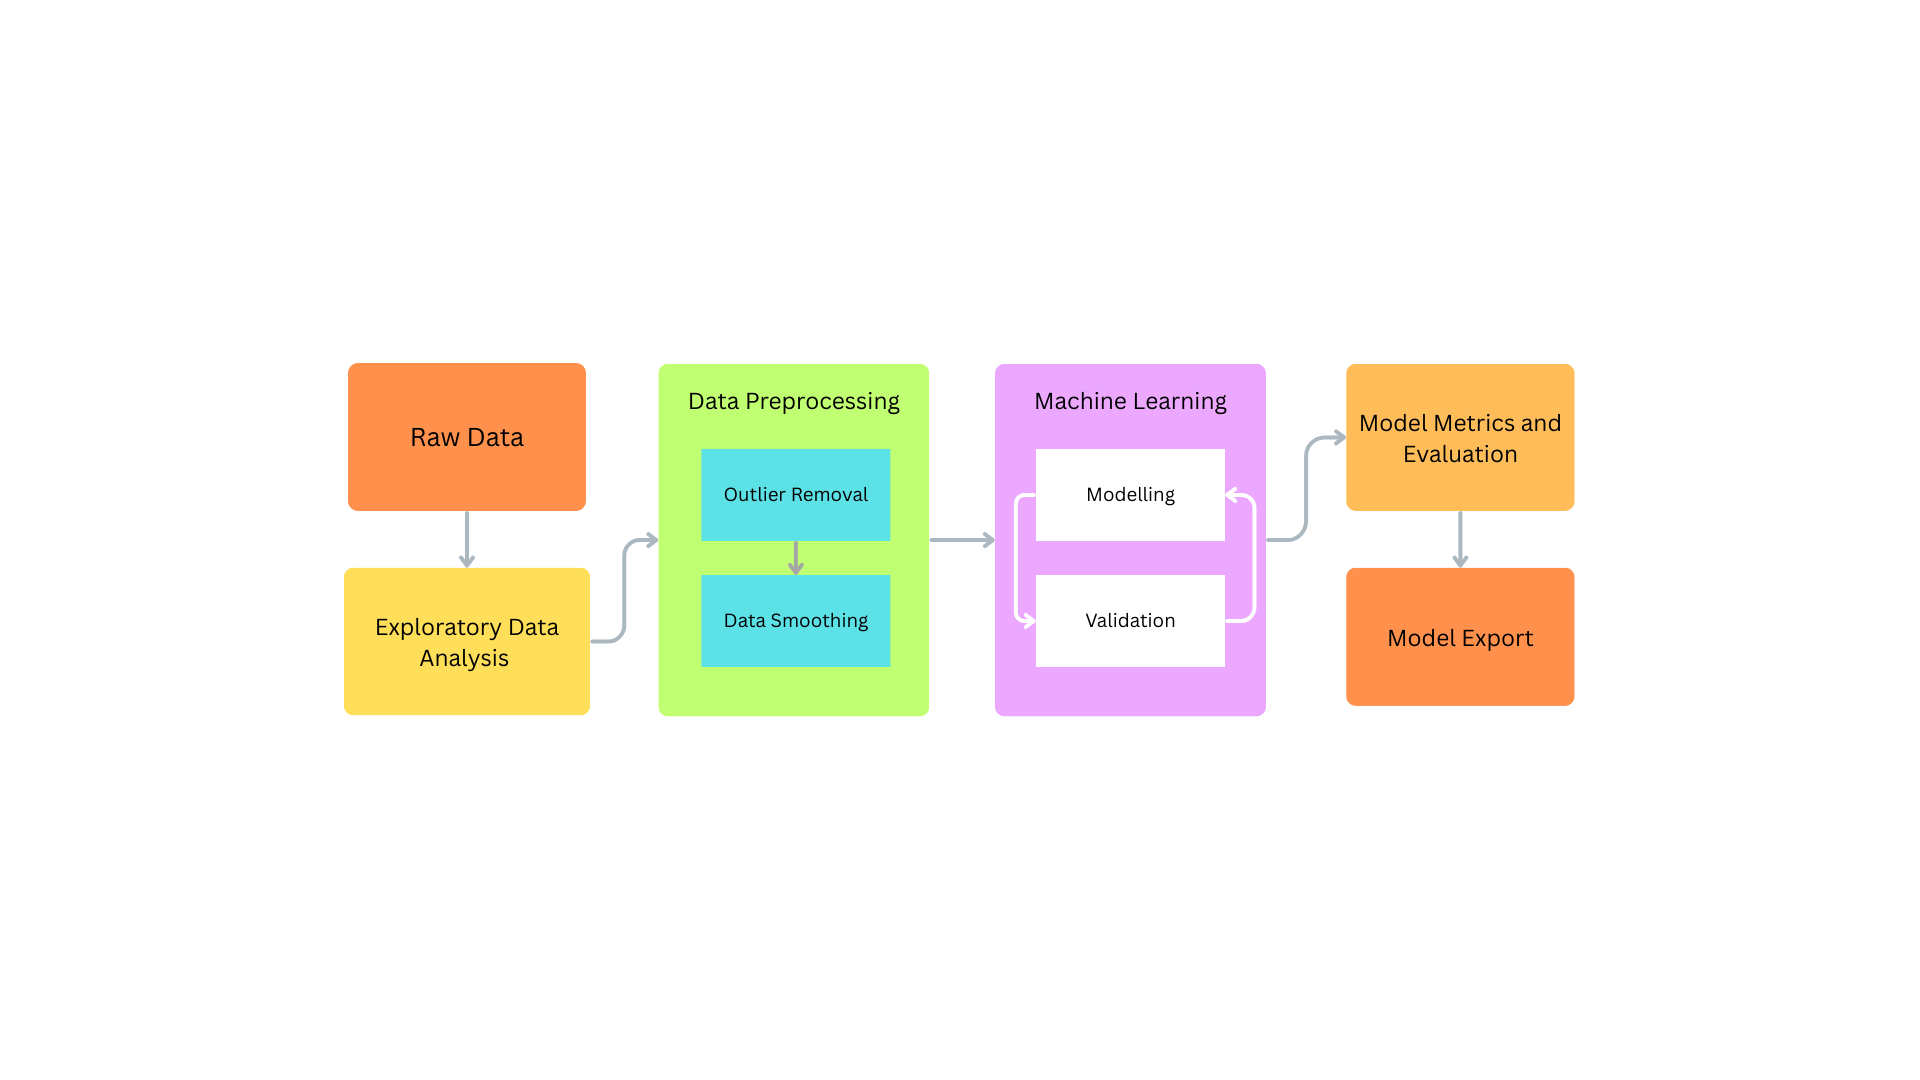 Raw Data
Exploratory Data
Analysis
Data Preprocessing
Outlier Removal
Data Smoothing
Machine Learning
Modelling
Validation
Model Metrics and
Evaluation
Model Export